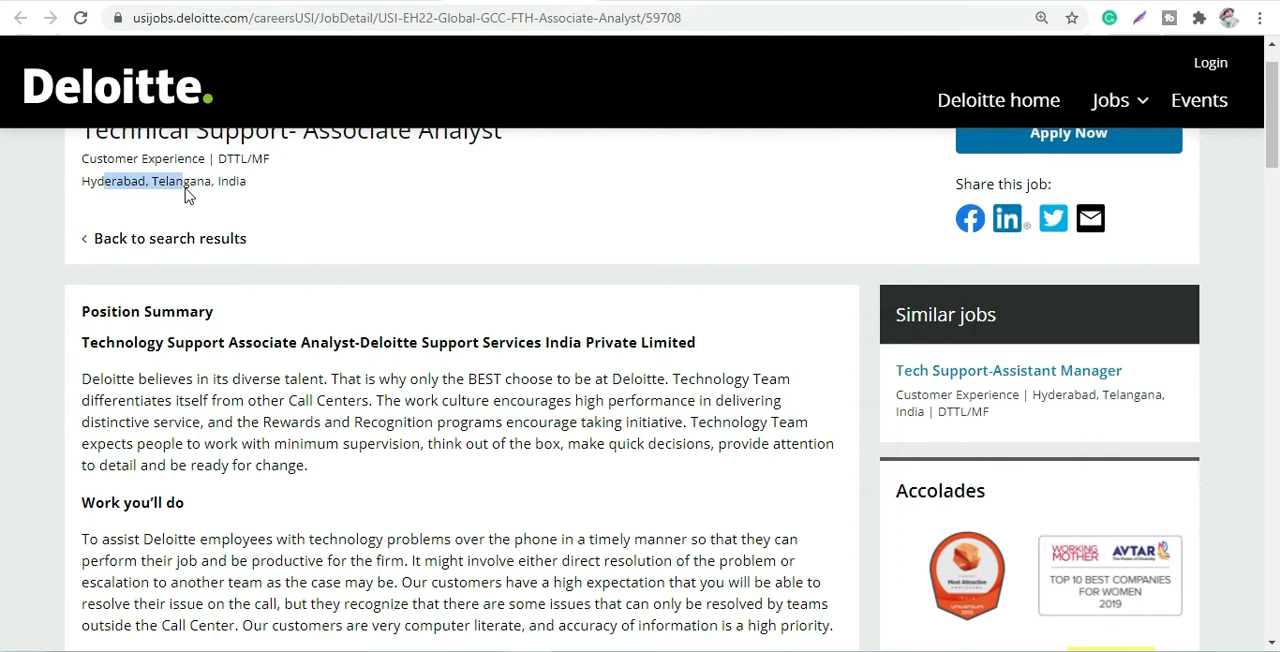 usijobs.deloitte.com/careersUSI/JobDetail/USI-EH22-Global-GCC-FTH-Associate-Analyst/59708
Deloitte.
Login
Deloitte home
Jobs
Events
Technical Support- Associate Analyst
Customer Experience | DTTL/MF
Hyderabad, Telangana, India
Back to search results
Apply Now
Share this job:
Position Summary
Technology Support Associate Analyst-Deloitte Support Services India Private Limited
Deloitte believes in its diverse talent. That is why only the BEST choose to be at Deloitte. Technology Team
differentiates itself from other Call Centers. The work culture encourages high performance in delivering
distinctive service, and the Rewards and Recognition programs encourage taking initiative. Technology Team
expects people to work with minimum supervision, think out of the box, make quick decisions, provide attention
to detail and be ready for change.
Work you'll do
To assist Deloitte employees with technology problems over the phone in a timely manner so that they can
perform their job and be productive for the firm. It might involve either direct resolution of the problem or
escalation to another team as the case may be. Our customers have a high expectation that you will be able to
resolve their issue on the call, but they recognize that there are some issues that can only be resolved by teams
outside the Call Center. Our customers are very computer literate, and accuracy of information is a high priority.
Similar jobs
Tech Support-Assistant Manager
Customer Experience | Hyderabad, Telangana,
India | DTTL/MF
Accolades
Most Attractive
EMPLOYERS
universum
WORKING
MOTHER
AVTAR
TOP 10 BEST COMPANIES
FOR WOMEN
2019